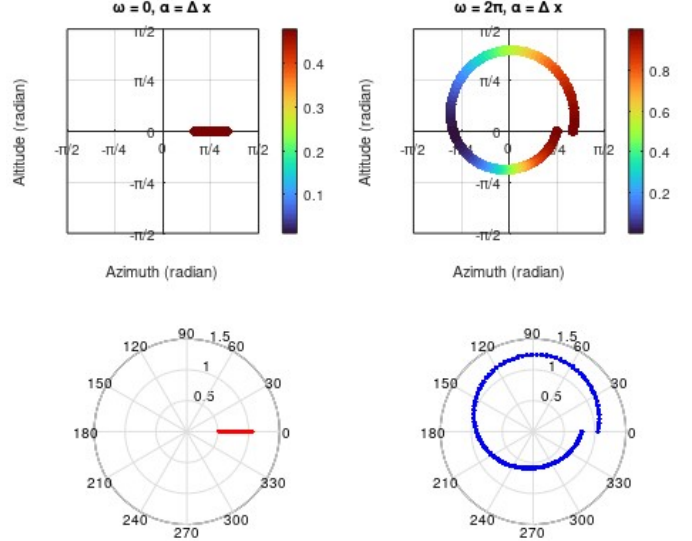 ω = 0, α = Δ x
ω = 2π, α = Δ x
π/2
π/4
0
-π/4
-π/2
-π/2
-π/4
0
π/4
π/2
Altitude (radian)
Azimuth (radian)
0.4
0.3
0.2
0.1
π/2
π/4
0
-π/4
-π/2
-π/2
-π/4
0
π/4
π/2
Altitude (radian)
Azimuth (radian)
0.8
0.6
0.4
0.2
90
1.5
120
60
1
150
30
0.5
180
0
210
330
240
300
270
90
1.5
120
60
1
150
30
0.5
180
0
210
330
240
300
270